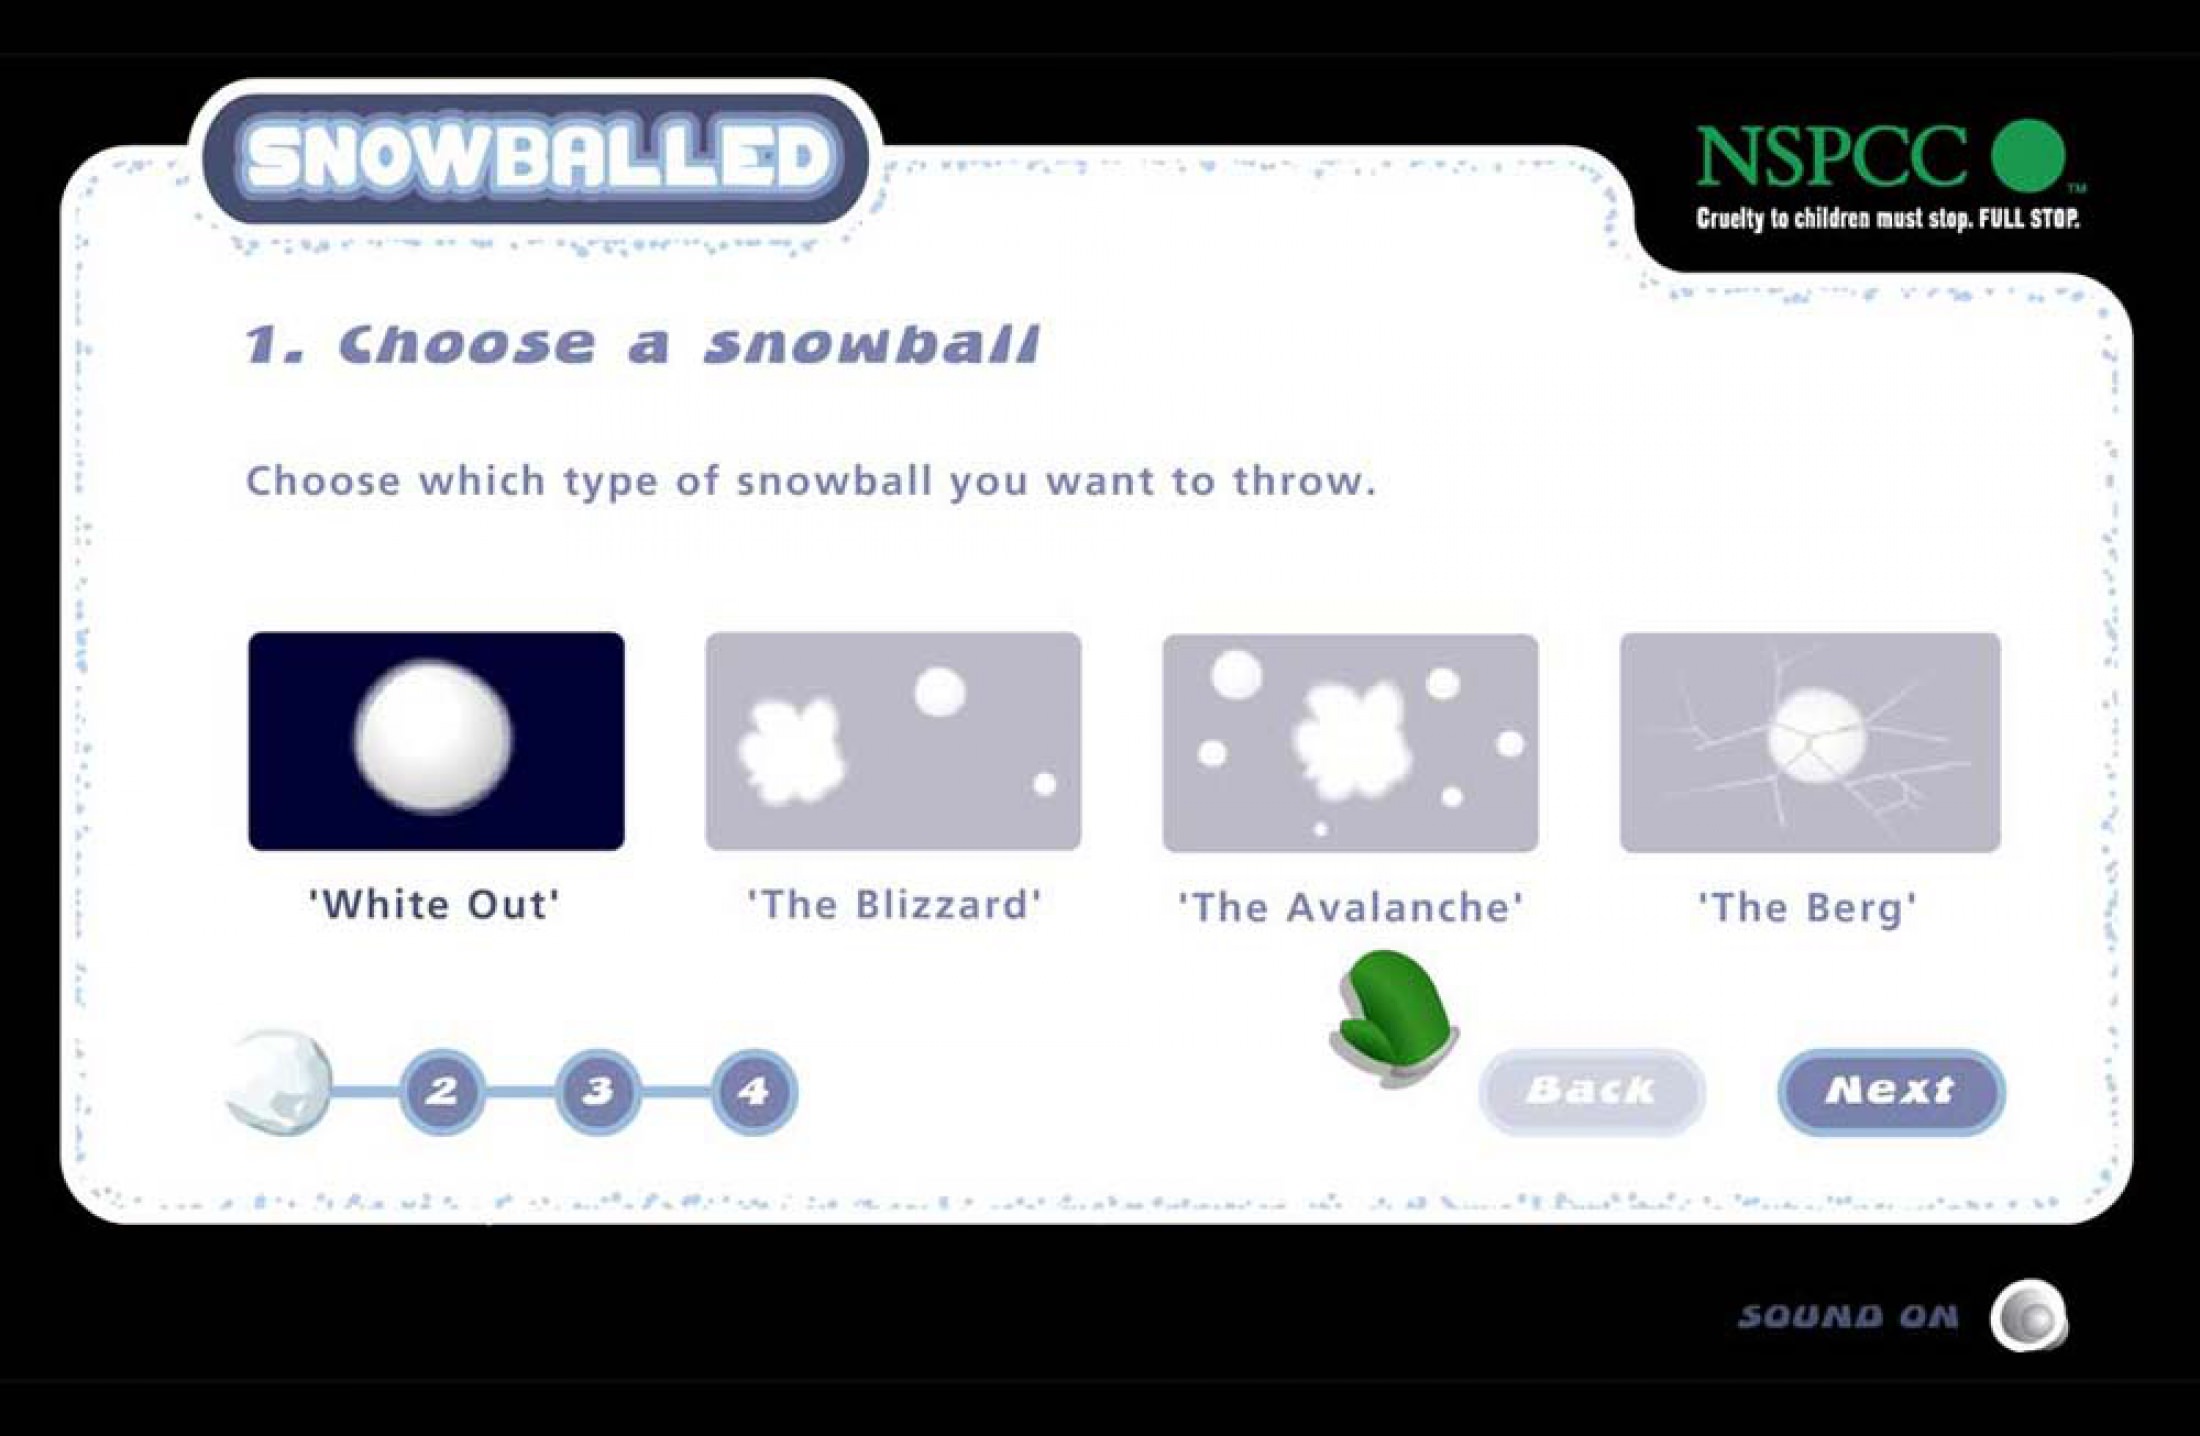 SNOWBALLED
NSPCC
TM
Cruelty to children must stop. FULL STOP.
1. Choose a snowball
Choose which type of snowball you want to throw.
'White Out' 'The Blizzard' 'The Avalanche' 'The Berg'
2 3 4 Back Next
SOUND ON